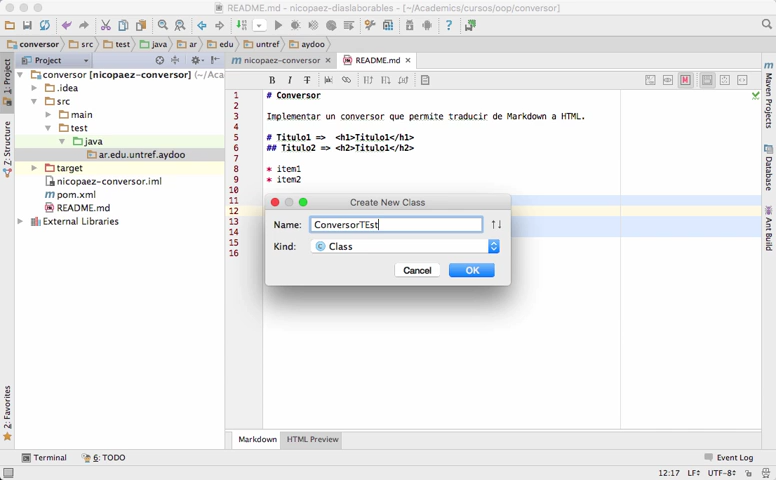 README.md - nicopaez-diaslaborables - [~/Academics/cursos/oop/conversor]
conversor src test java ar edu untref aydoo
Project
nicopaez-conversor README.md
1: Project
Z: Structure
2: Favorites
conversor [nicopaez-conversor] (~/Aca
.idea
src
main
test
java
ar.edu.untref.aydoo
target
nicopaez-conversor.iml
pom.xml
README.md
External Libraries
B I T
1 # Conversor
2
3 Implementar un conversor que permite traducir de Markdown a HTML.
4
5 # Titulo1 => <h1>Titulo1</h1>
6 ## Titulo2 => <h2>Titulo2</h2>
7
8 * item1
9 * item2
10
11
12
13
14
15
16
Create New Class
Name: ConversorTEst
Kind: Class
Cancel OK
Maven Projects
Database
Ant Build
Markdown HTML Preview
Terminal 6: TODO Event Log
12:17 LF UTF-8